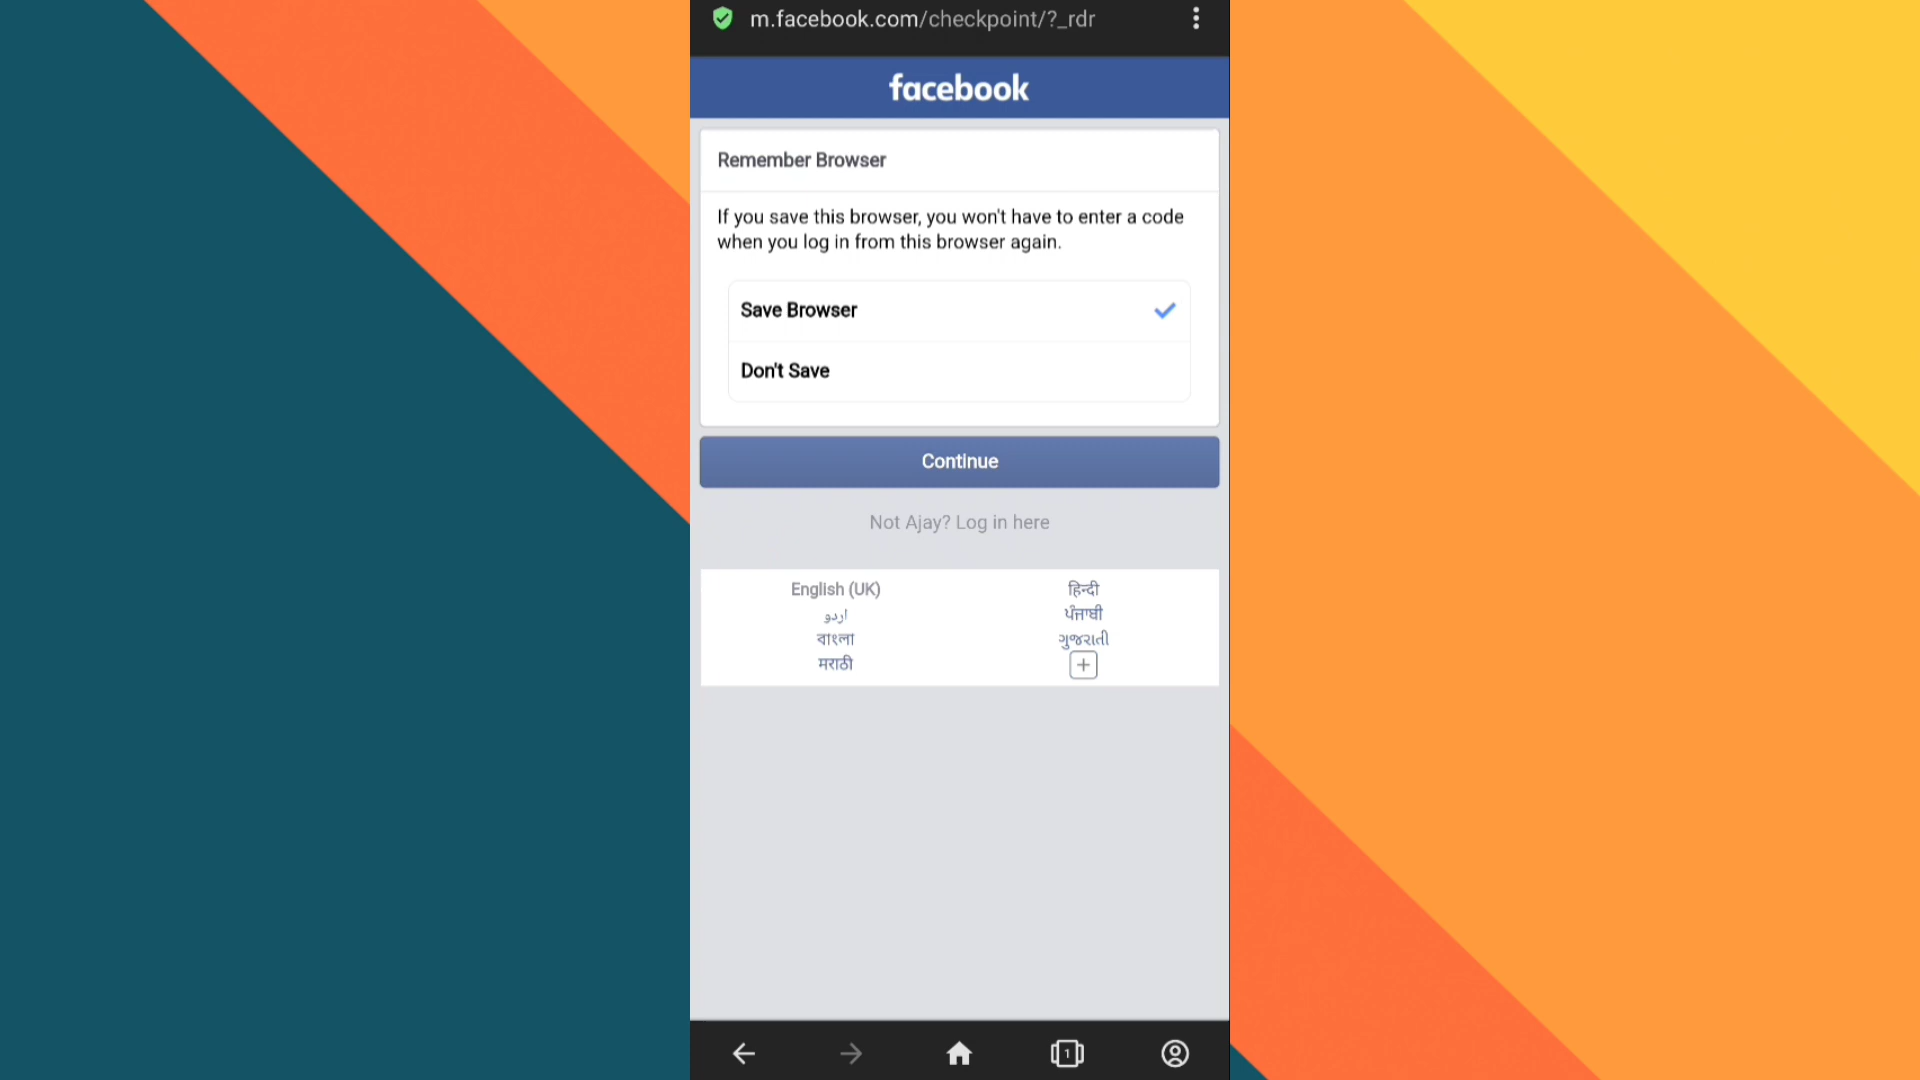 m.facebook.com/checkpoint/?_rdr
facebook
Remember Browser
If you save this browser, you won't have to enter a code
when you log in from this browser again.
Save Browser
Don't Save
Continue
Not Ajay? Log in here
English (UK)
हिन्दी
اردو
ਪੰਜਾਬੀ
বাংলা
ગુજરાતી
मराठी
+
1